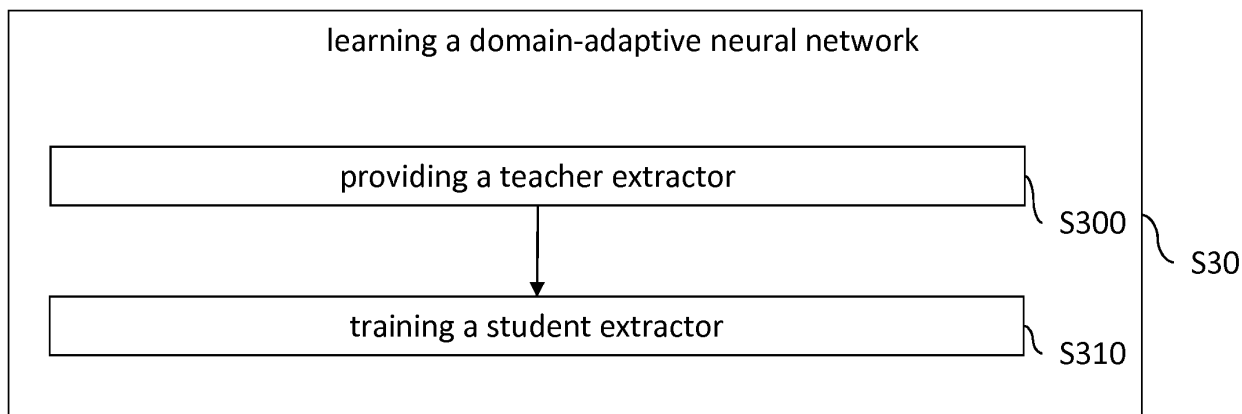 learning a domain-adaptive neural network
providing a teacher extractor
S300
S30
training a student extractor
S310